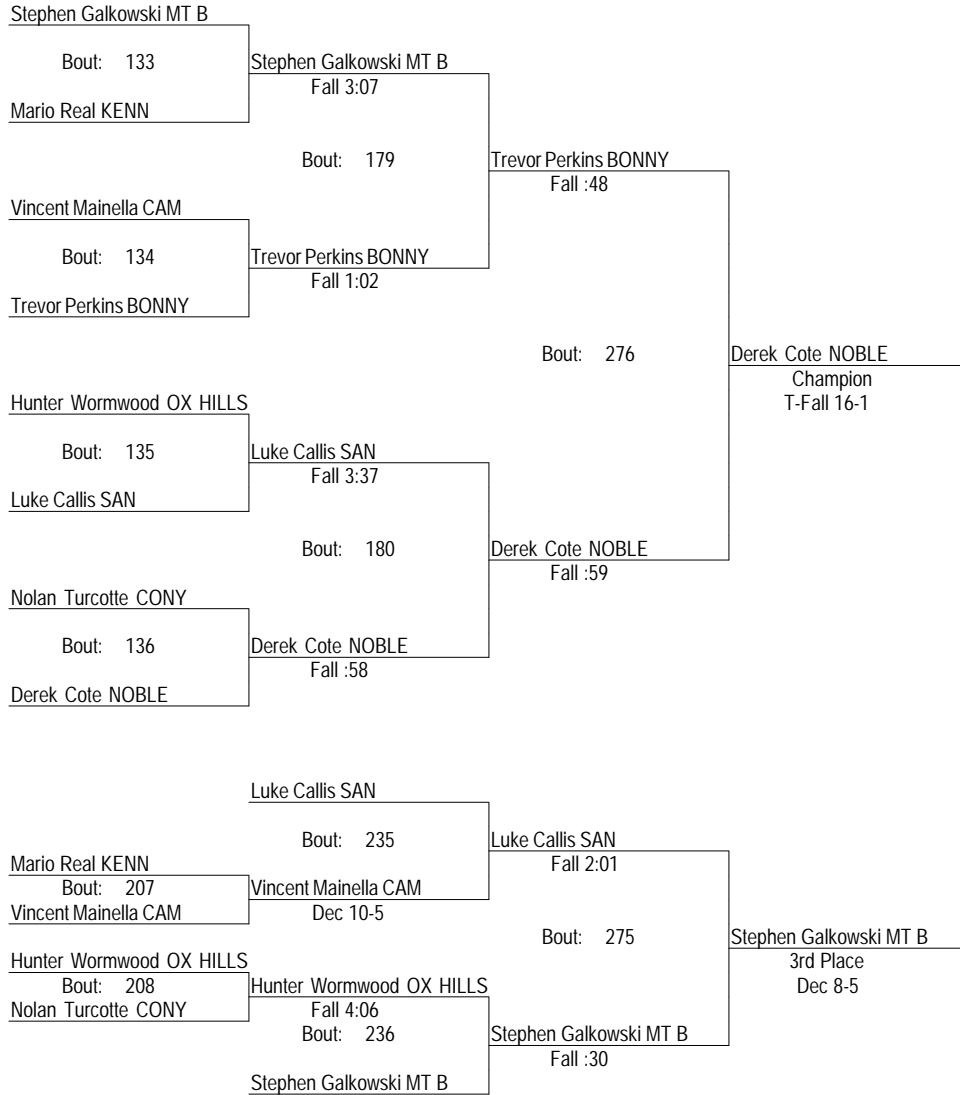 Stephen Galkowski MT B
Bout: 133
Stephen Galkowski MT B
Fall 3:07
Mario Real KENN
Bout: 179
Trevor Perkins BONNY
Fall :48
Vincent Mainella CAM
Bout: 134
Trevor Perkins BONNY
Fall 1:02
Trevor Perkins BONNY
Bout: 276
Derek Cote NOBLE
Champion
T-Fall 16-1
Hunter Wormwood OX HILLS
Bout: 135
Luke Callis SAN
Fall 3:37
Luke Callis SAN
Bout: 180
Derek Cote NOBLE
Fall :59
Nolan Turcotte CONY
Bout: 136
Derek Cote NOBLE
Fall :58
Derek Cote NOBLE
Luke Callis SAN
Bout: 235
Luke Callis SAN
Fall 2:01
Mario Real KENN
Bout: 207
Vincent Mainella CAM
Vincent Mainella CAM
Dec 10-5
Bout: 275
Stephen Galkowski MT B
3rd Place
Dec 8-5
Hunter Wormwood OX HILLS
Bout: 208
Hunter Wormwood OX HILLS
Nolan Turcotte CONY
Fall 4:06
Bout: 236
Stephen Galkowski MT B
Fall :30
Stephen Galkowski MT B